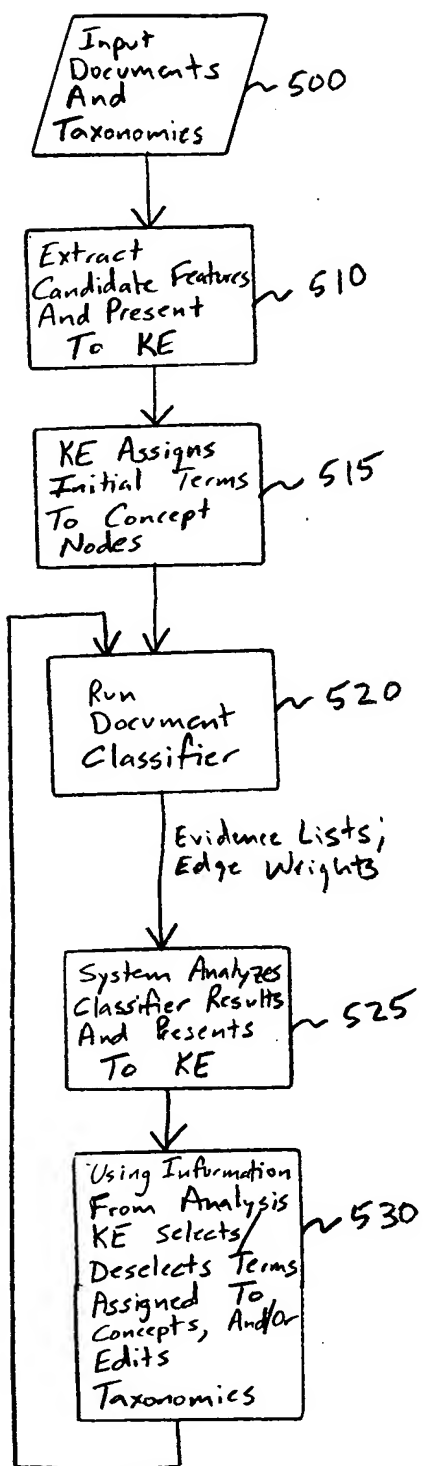 Input
Documents
And
Taxonomies
500
Extract
Candidate Features
And Present
To KE
510
KE Assigns
Initial Terms
To Concept
Nodes
515
Run
Document
Classifier
520
Evidence Lists;
Edge Weights
System Analyzes
Classifier Results
And Presents
To KE
525
Using Information
From Analysis
KE Selects/
Deselects Terms
Assigned To
Concepts, And/Or
Edits
Taxonomies
530